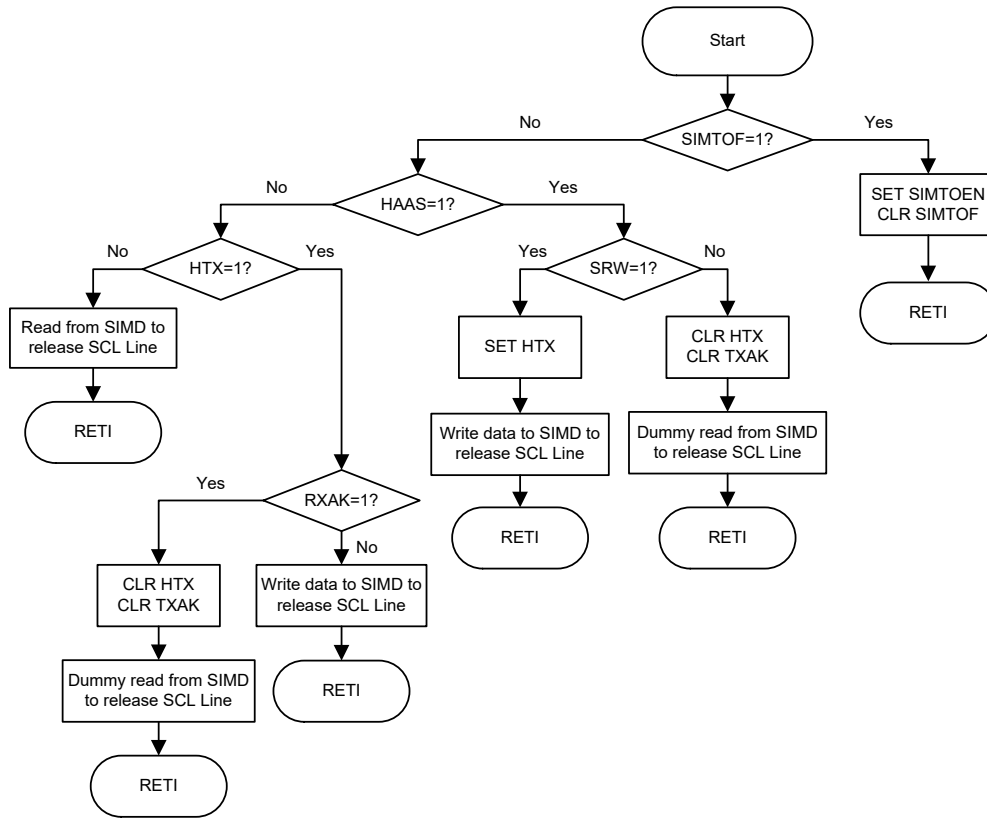 Start
No
SIMTOF=1?
Yes
No
HAAS=1?
Yes
SET SIMTOEN
CLR SIMTOF
No
HTX=1?
Yes
Yes
SRW=1?
No
RETI
Read from SIMD to
release SCL Line
SET HTX
CLR HTX
CLR TXAK
RETI
Write data to SIMD to
release SCL Line
Dummy read from SIMD
to release SCL Line
Yes
RXAK=1?
RETI
RETI
No
CLR HTX
CLR TXAK
Write data to SIMD to
release SCL Line
Dummy read from SIMD
to release SCL Line
RETI
RETI